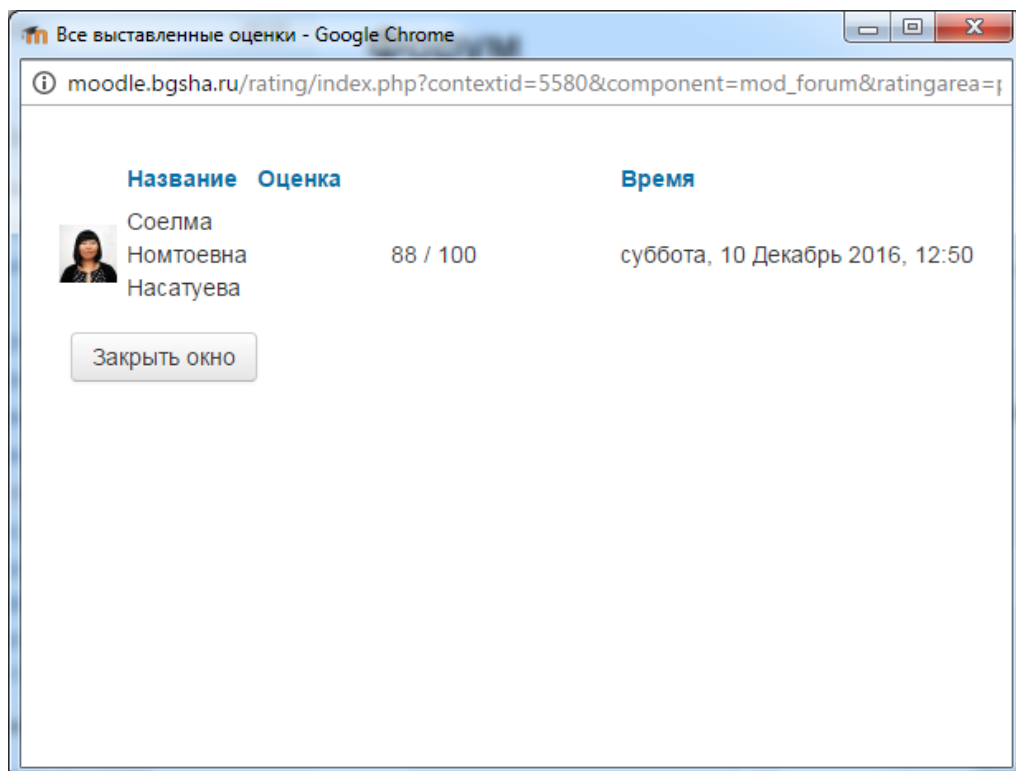 Все выставленные оценки - Google Chrome
moodle.bgsha.ru/rating/index.php?contextid=5580&component=mod_forum&ratingarea=
Название Оценка Время
Соелма
Номтоевна 88 / 100 суббота, 10 Декабрь 2016, 12:50
Насатуева
Закрыть окно